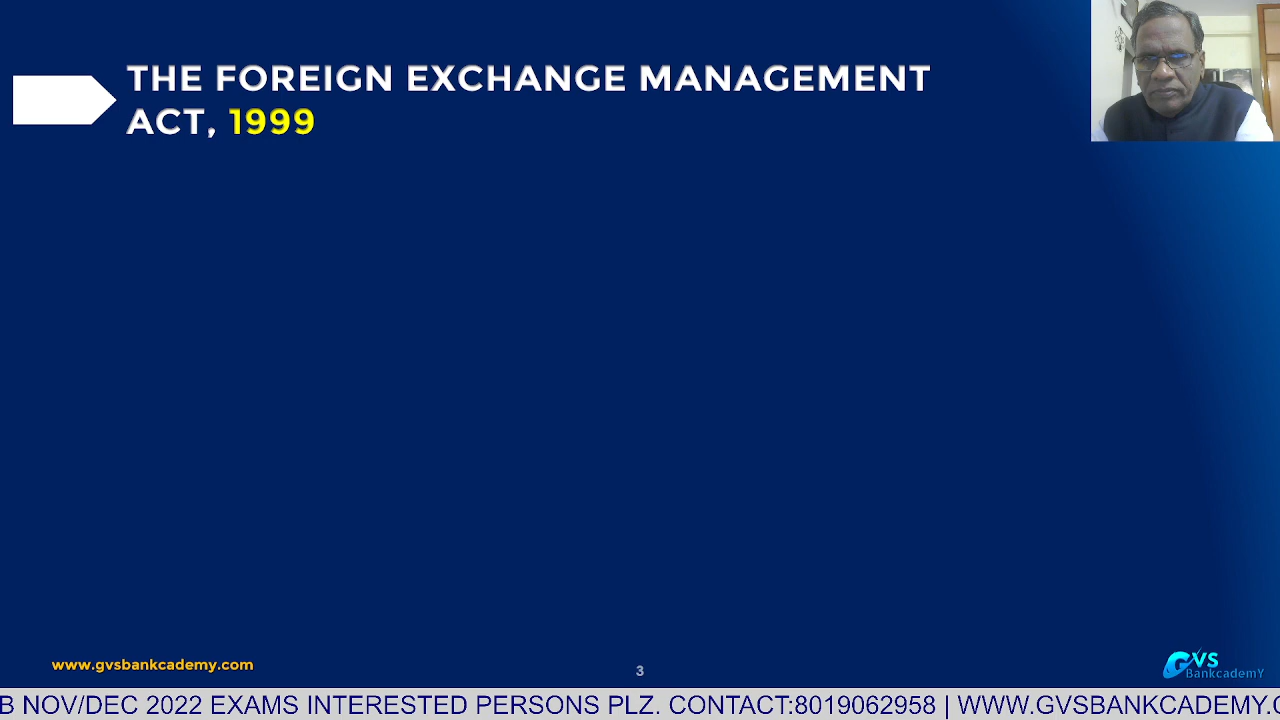 THE FOREIGN EXCHANGE MANAGEMENT
ACT, 1999
www.gvsbankcademy.com
3
GVS
BankcademY
B NOV/DEC 2022 EXAMS INTERESTED PERSONS PLZ. CONTACT:8019062958 | WWW.GVSBANKCADEMY.C